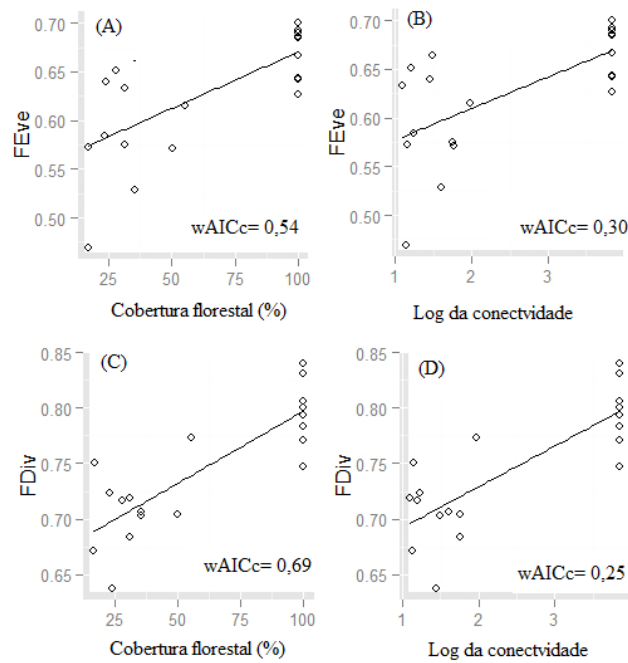 (A)
0.70
0.65
0.60
0.55
0.50
FEve
wAICc= 0,54
25
50
75
100
Cobertura florestal (%)
(B)
0.70
0.65
0.60
0.55
0.50
FEve
wAICc= 0,30
1
2
3
Log da conectvidade
(C)
0.85
0.80
0.75
0.70
0.65
FDiv
wAICc= 0,69
25
50
75
100
Cobertura florestal (%)
(D)
0.85
0.80
0.75
0.70
0.65
FDiv
wAICc= 0,25
1
2
3
Log da conectvidade